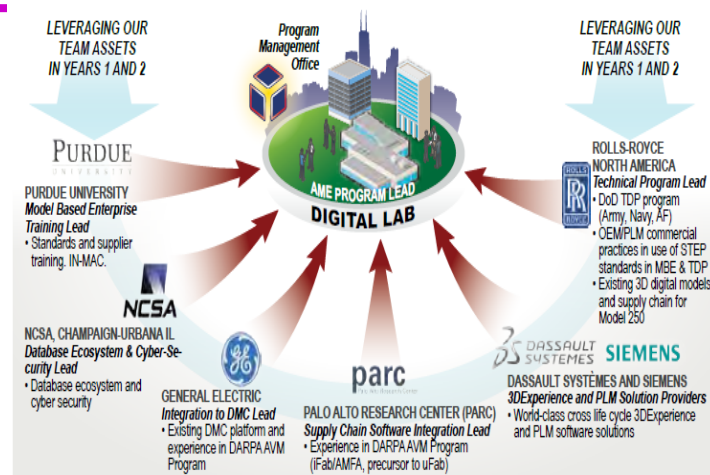 LEVERAGING OUR
TEAM ASSETS
IN YEARS 1 AND 2
Program
Management
Office
LEVERAGING OUR
TEAM ASSETS
IN YEARS 1 AND 2
AME PROGRAM LEAD
DIGITAL LAB
PURDUE
UNIVERSITY
PURDUE UNIVERSITY
Model Based Enterprise
Training Lead
• Standards and supplier
training. IN-MAC.
NCSA
NCSA, CHAMPAIGN-URBANA IL
Database Ecosystem & Cyber-Se-
curity Lead
• Database ecosystem and
cyber security
GE
GENERAL ELECTRIC
Integration to DMC Lead
• Existing DMC platform and
experience in DARPA AVM
Program
parc
PALO ALTO RESEARCH CENTER (PARC)
Supply Chain Software Integration Lead
• Experience in DARPA AVM Program
(iFab/AMFA, precursor to uFab)
ROLLS
RR
ROYCE
ROLLS-ROYCE
NORTH AMERICA
Technical Program Lead
• DoD TDP program
(Army, Navy, AF)
• OEM/PLM commercial
practices in use of STEP
standards in MBE & TDP
• Existing 3D digital models
and supply chain for
Model 250
DASSAULT
SYSTEMES
SIEMENS
DASSAULT SYSTÈMES AND SIEMENS
3DExperience and PLM Solution Providers
• World-class cross life cycle 3DExperience
and PLM software solutions